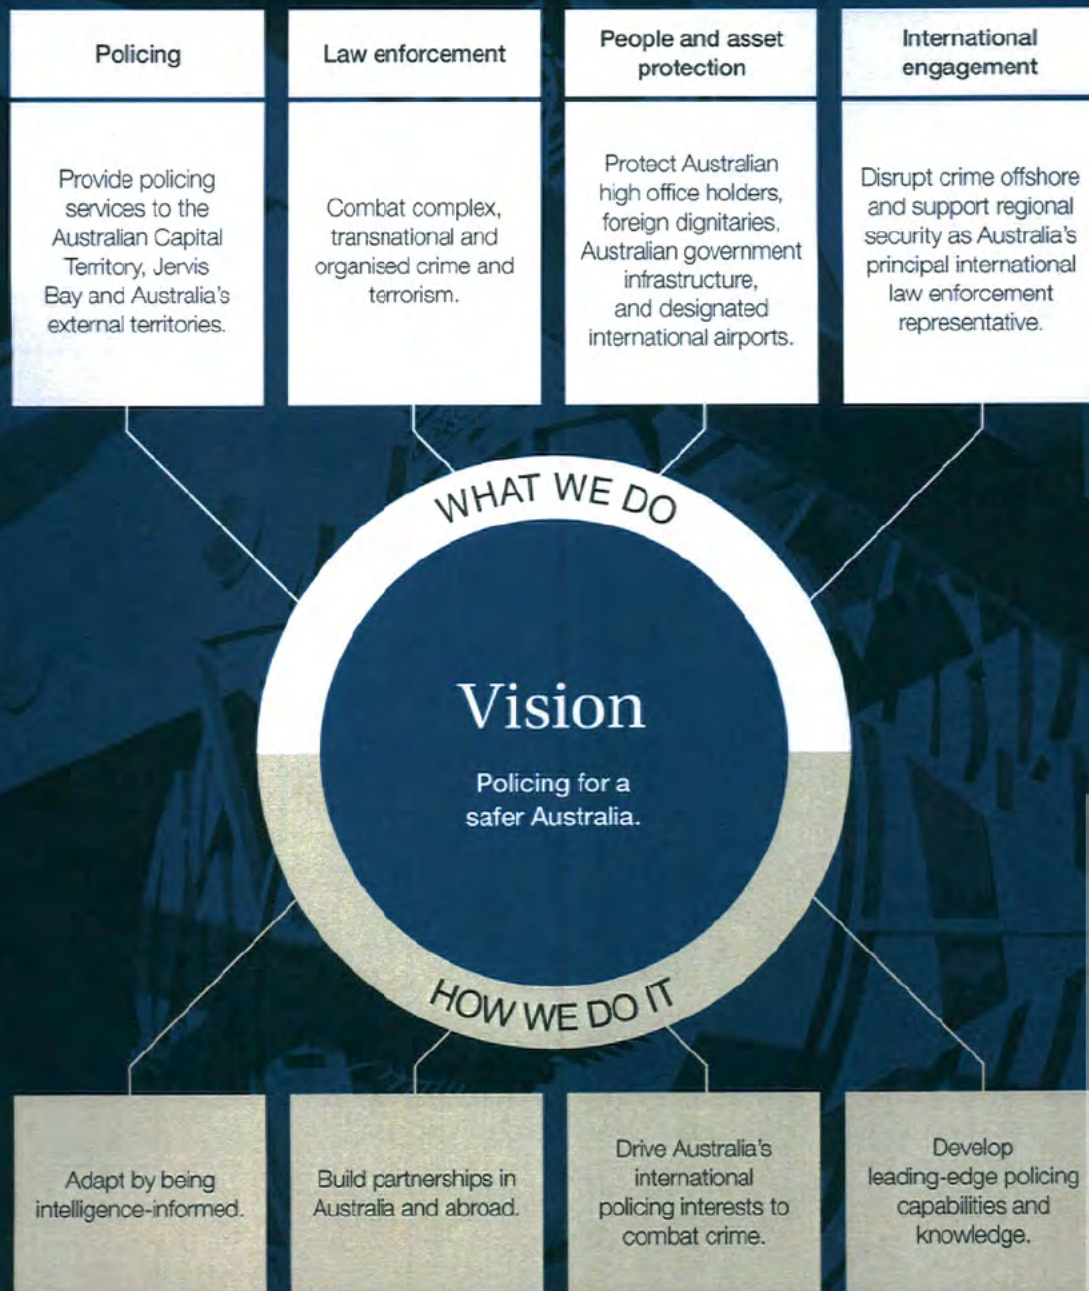 Policing
Provide policing
services to the
Australian Capital
Territory, Jervis
Bay and Australia's
external territories.
Law enforcement
Combat complex,
transnational and
organised crime and
terrorism.
People and asset
protection
Protect Australian
high office holders,
foreign dignitaries,
Australian government
infrastructure,
and designated
international airports.
International
engagement
Disrupt crime offshore
and support regional
security as Australia's
principal international
law enforcement
representative.
WHAT WE DO
Vision
Policing for a
safer Australia.
HOW WE DO IT
Adapt by being
intelligence-informed.
Build partnerships in
Australia and abroad.
Drive Australia's
international
policing interests to
combat crime.
Develop
leading-edge policing
capabilities and
knowledge.